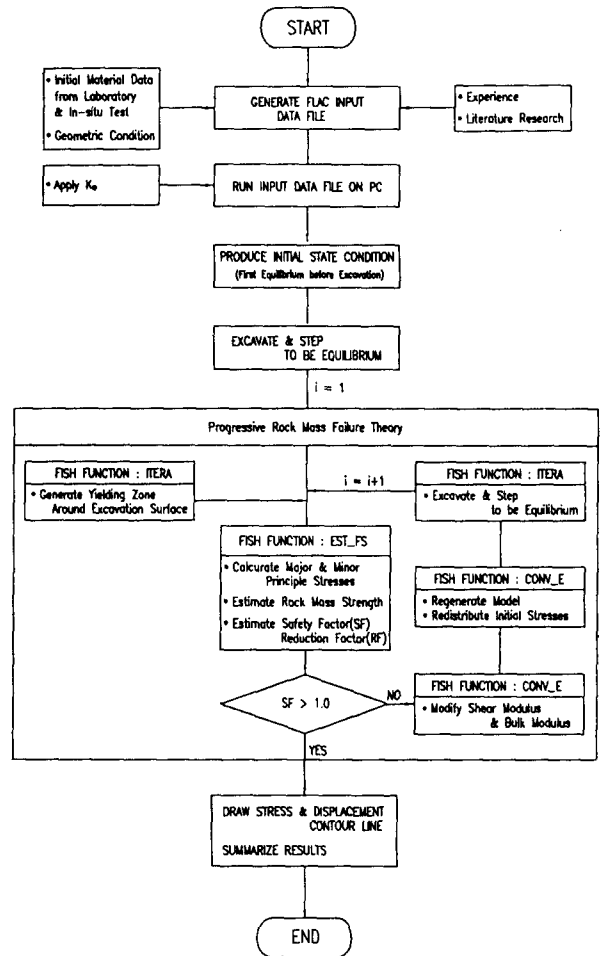 START
• Initial Material Data
from Laboratory
& In-situ Test
• Geometric Condition
GENERATE FLAC INPUT
DATA FILE
• Experience
• Literature Research
• Apply K₀
RUN INPUT DATA FILE ON PC
PRODUCE INITIAL STATE CONDITION
(First Equilibrium before Excavation)
EXCAVATE & STEP
TO BE EQUILIBRIUM
i = 1
Progressive Rock Mass Failure Theory
FISH FUNCTION : ITERA
• Generate Yielding Zone
Around Excavation Surface
i = i+1
FISH FUNCTION : ITERA
• Excavate & Step
to be Equilibrium
FISH FUNCTION : EST_FS
• Calcurate Major & Minor
Principle Stresses
• Estimate Rock Mass Strength
• Estimate Safety Factor(SF)
Reduction Factor(RF)
FISH FUNCTION : CONV_E
• Regenerate Model
• Redistribute Initial Stresses
SF > 1.0
NO
FISH FUNCTION : CONV_E
• Modify Shear Modulus
& Bulk Modulus
YES
DRAW STRESS & DISPLACEMENT
CONTOUR LINE
SUMMARIZE RESULTS
END